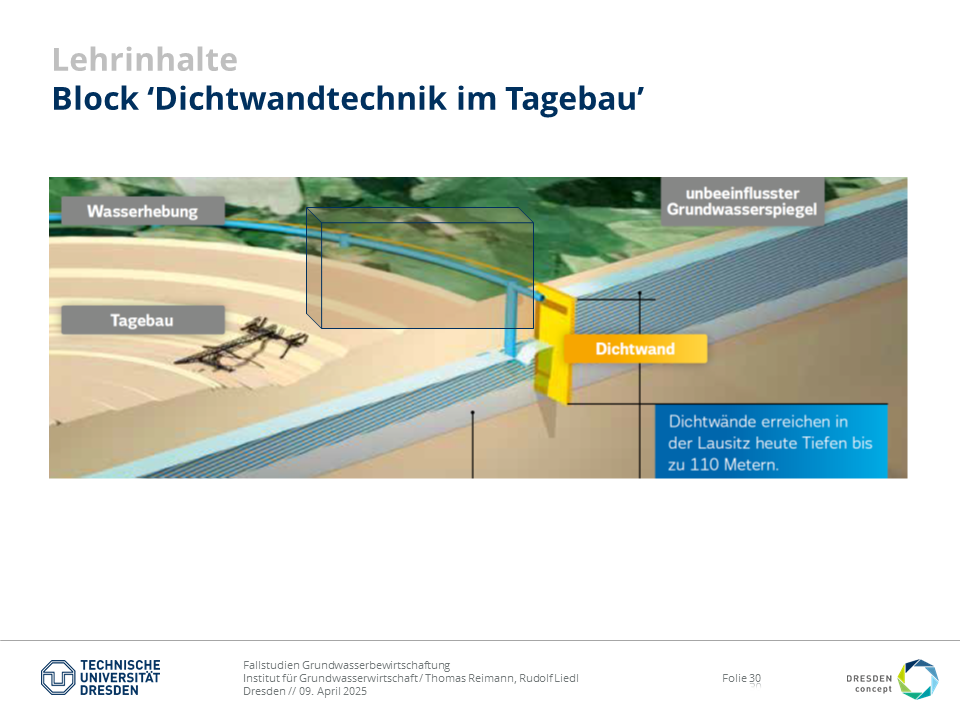 Lehrinhalte
Block ‘Dichtwandtechnik im Tagebau’
Wasserhebung
unbeeinflusster
Grundwasserspiegel
Tagebau
Dichtwand
Dichtwände erreichen in
der Lausitz heute Tiefen bis
zu 110 Metern.
TECHNISCHE
UNIVERSITÄT
DRESDEN
Fallstudien Grundwasserbewirtschaftung
Institut für Grundwasserwirtschaft / Thomas Reimann, Rudolf Liedl
Dresden // 09. April 2025
Folie 30
DRESDEN
concept